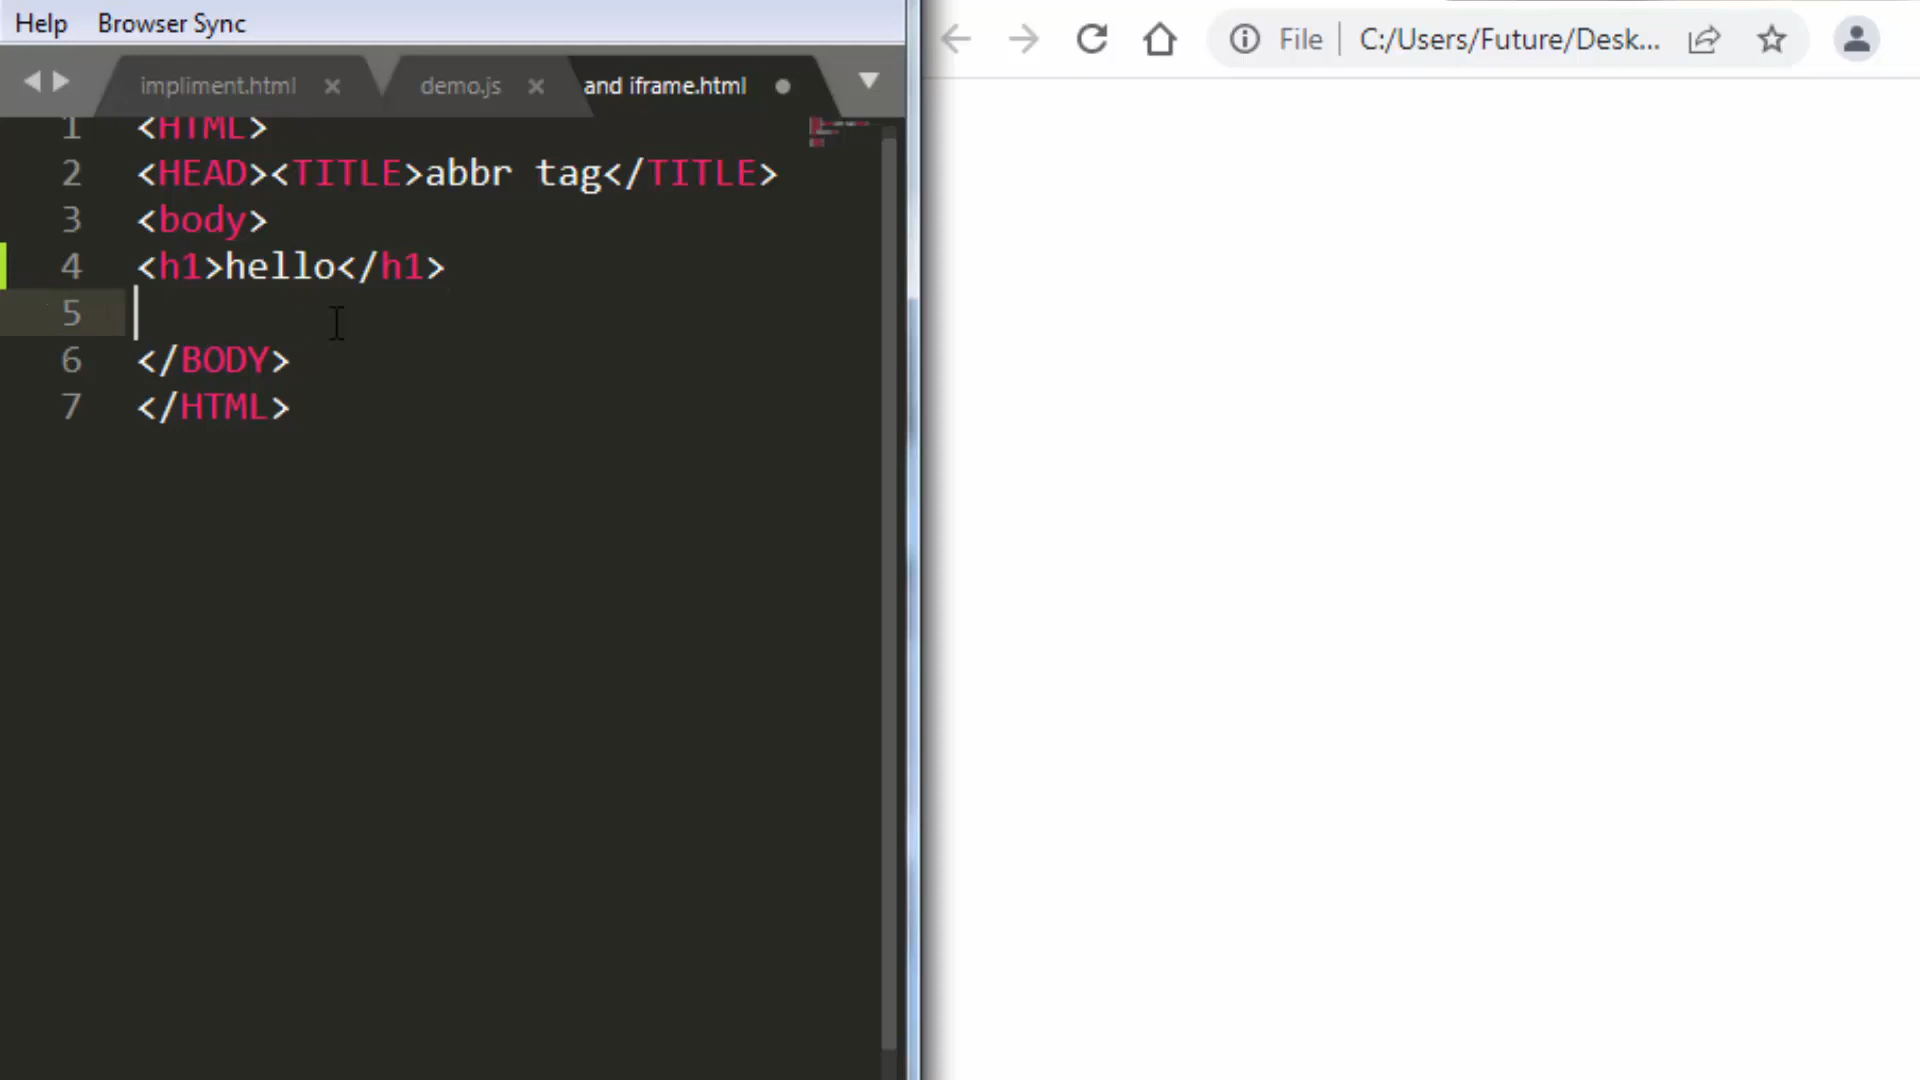 Help Browser Sync
impliment.html demo.js and iframe.html
File C:/Users/Future/Desk...
1 <HTML>
2 <HEAD><TITLE>abbr tag</TITLE>
3 <body>
4 <h1>hello</h1>
5
6 </BODY>
7 </HTML>